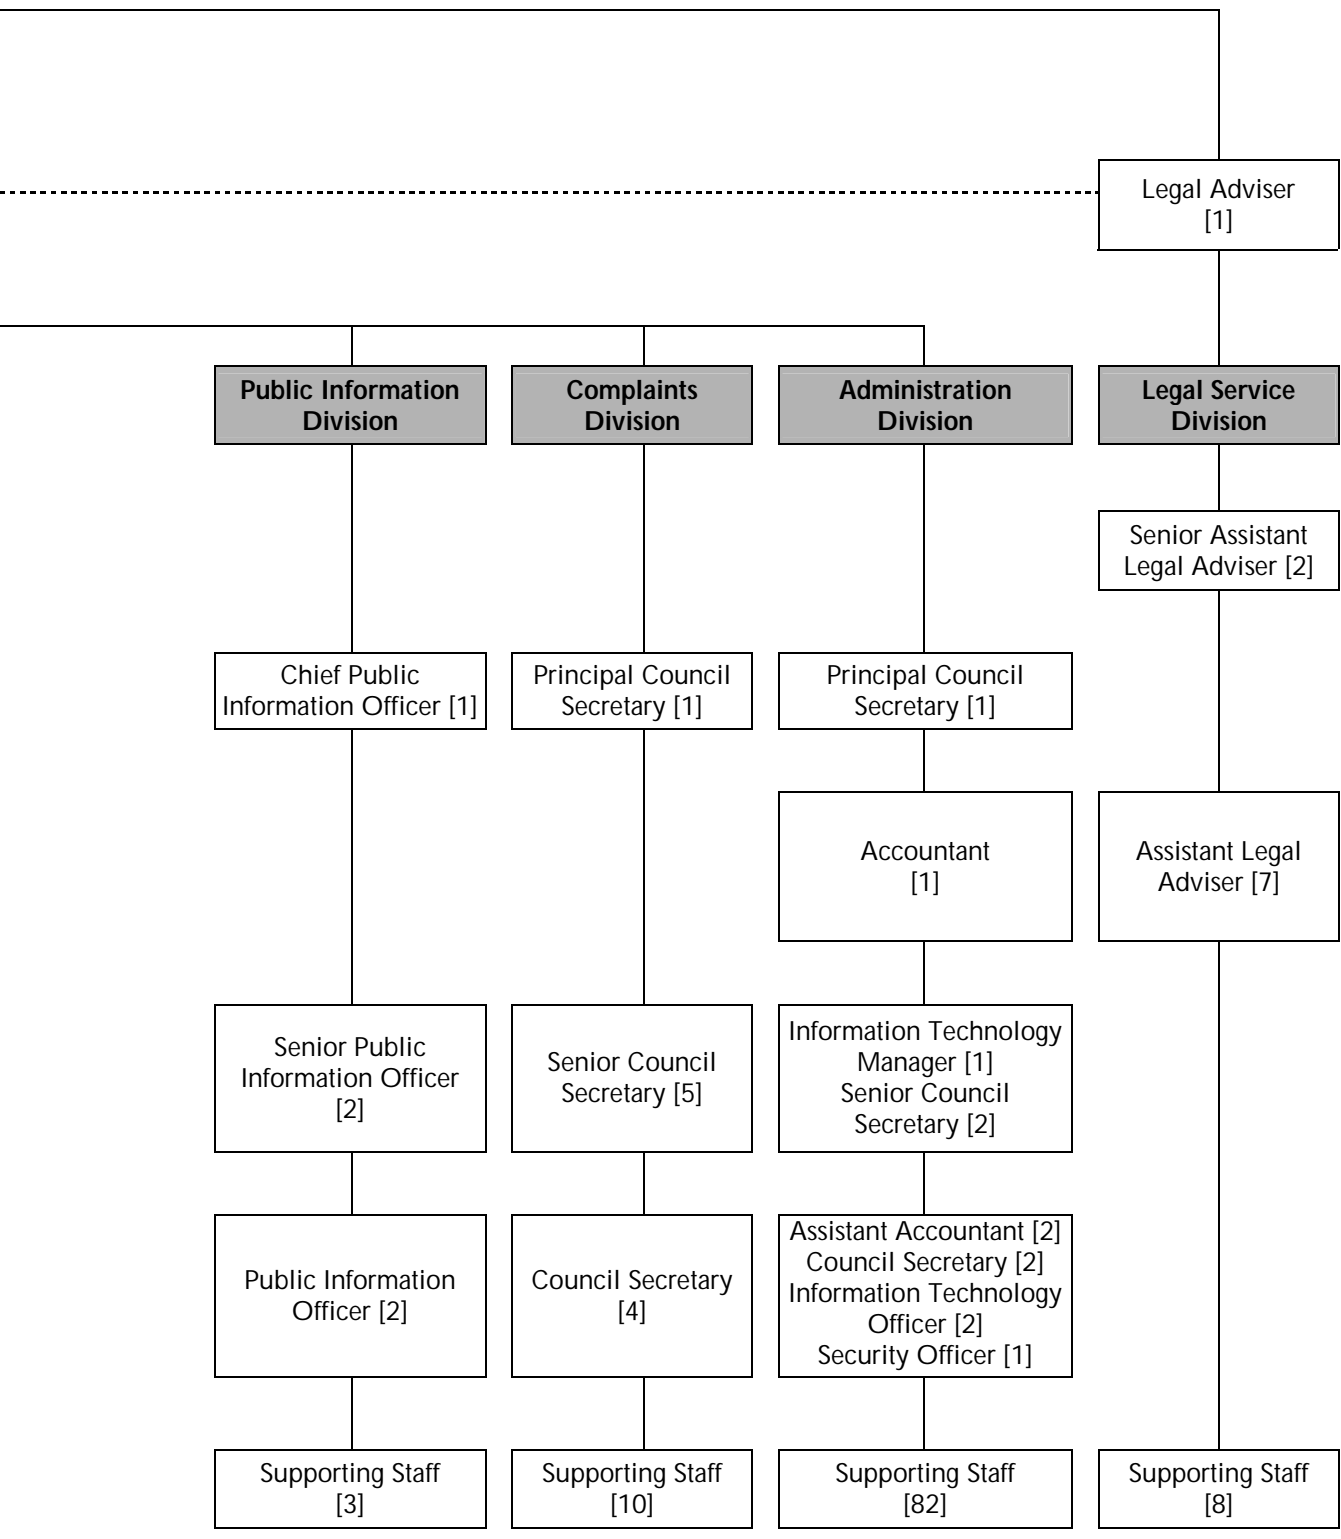 Legal Adviser
[1]
Public Information
Division
Complaints
Division
Administration
Division
Legal Service
Division
Senior Assistant
Legal Adviser [2]
Chief Public
Information Officer [1]
Principal Council
Secretary [1]
Principal Council
Secretary [1]
Accountant
[1]
Assistant Legal
Adviser [7]
Senior Public
Information Officer
[2]
Senior Council
Secretary [5]
Information Technology
Manager [1]
Senior Council
Secretary [2]
Public Information
Officer [2]
Council Secretary
[4]
Assistant Accountant [2]
Council Secretary [2]
Information Technology
Officer [2]
Security Officer [1]
Supporting Staff
[3]
Supporting Staff
[10]
Supporting Staff
[82]
Supporting Staff
[8]